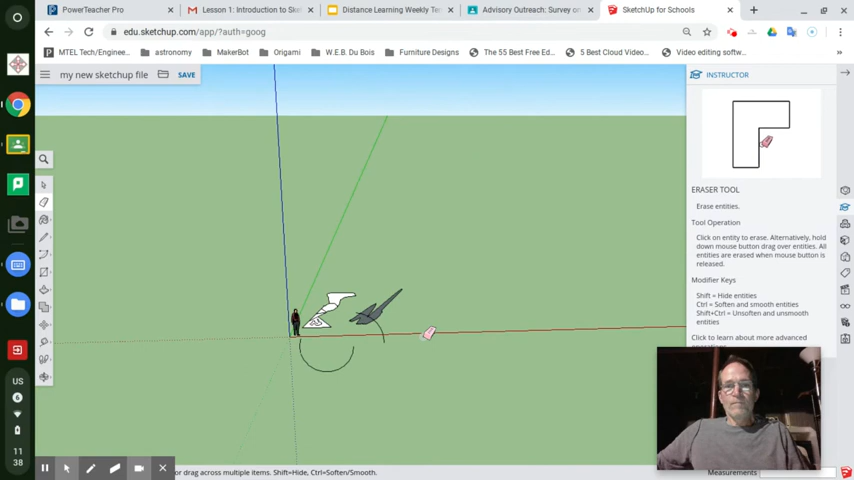 PowerTeacher Pro
Lesson 1: Introduction to Ske
Distance Learning Weekly Te
Advisory Outreach: Survey on
SketchUp for Schools
edu.sketchup.com/app/?auth=goog
MTEL Tech/Engine...
astronomy
MakerBot
Origami
W.E.B. Du Bois
Furniture Designs
The 55 Best Free Ed...
5 Best Cloud Video...
Video editing softw...
my new sketchup file
SAVE
INSTRUCTOR
ERASER TOOL
Erase entities.
Tool Operation
Click on entity to erase. Alternatively, hold
down mouse button drag over entities. All
entities are erased when mouse button is
released.
Modifier Keys
Shift = Hide entities
Ctrl = Soften and smooth entities
Shift+Ctrl = Unsoften and unsmooth
entities
Click to learn about more advanced
US
6
11
38
or drag across multiple items. Shift=Hide, Ctrl=Soften/Smooth.
Measurements